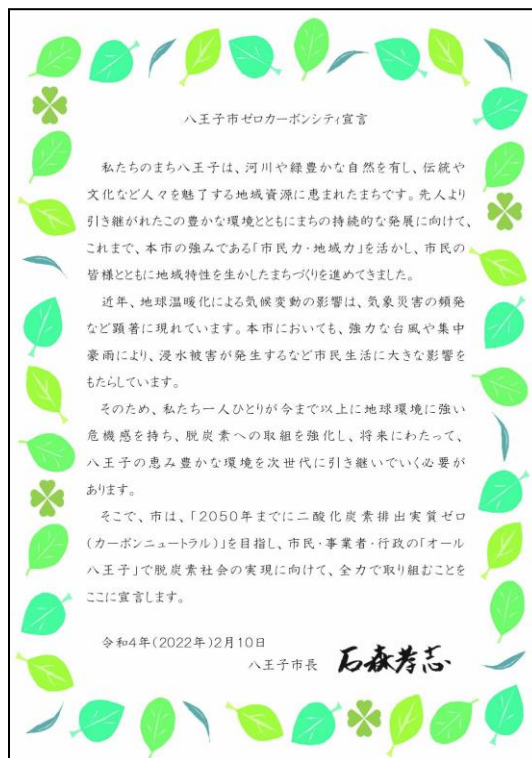 八王子市ゼロカーボンシティ宣言
私たちのまち八王子は、河川や緑豊かな自然を有し、伝統や
文化など人々を魅了する地域資源に恵まれたまちです。先人より
引き継がれたこの豊かな環境とともにまちの持続的な発展に向けて、
これまで、本市の強みである「市民力・地域力」を活かし、市民の
皆様とともに地域特性を生かしたまちづくりを進めてきました。
近年、地球温暖化による気候変動の影響は、気象災害の頻発
など顕著に現れています。本市においても、強力な台風や集中
豪雨により、浸水被害が発生するなど市民生活に大きな影響を
もたらしています。
そのため、私たち一人ひとりが今まで以上に地球環境に強い
危機感を持ち、脱炭素への取組を強化し、将来にわたって、
八王子の恵み豊かな環境を次世代に引き継いでいく必要が
あります。
そこで、市は、「2050年までに二酸化炭素排出実質ゼロ
(カーボンニュートラル)」を目指し、市民・事業者・行政の「オール
八王子」で脱炭素社会の実現に向けて、全力で取り組むことを
ここに宣言します。
令和4年(2022年)2月10日
八王子市長 石森孝志